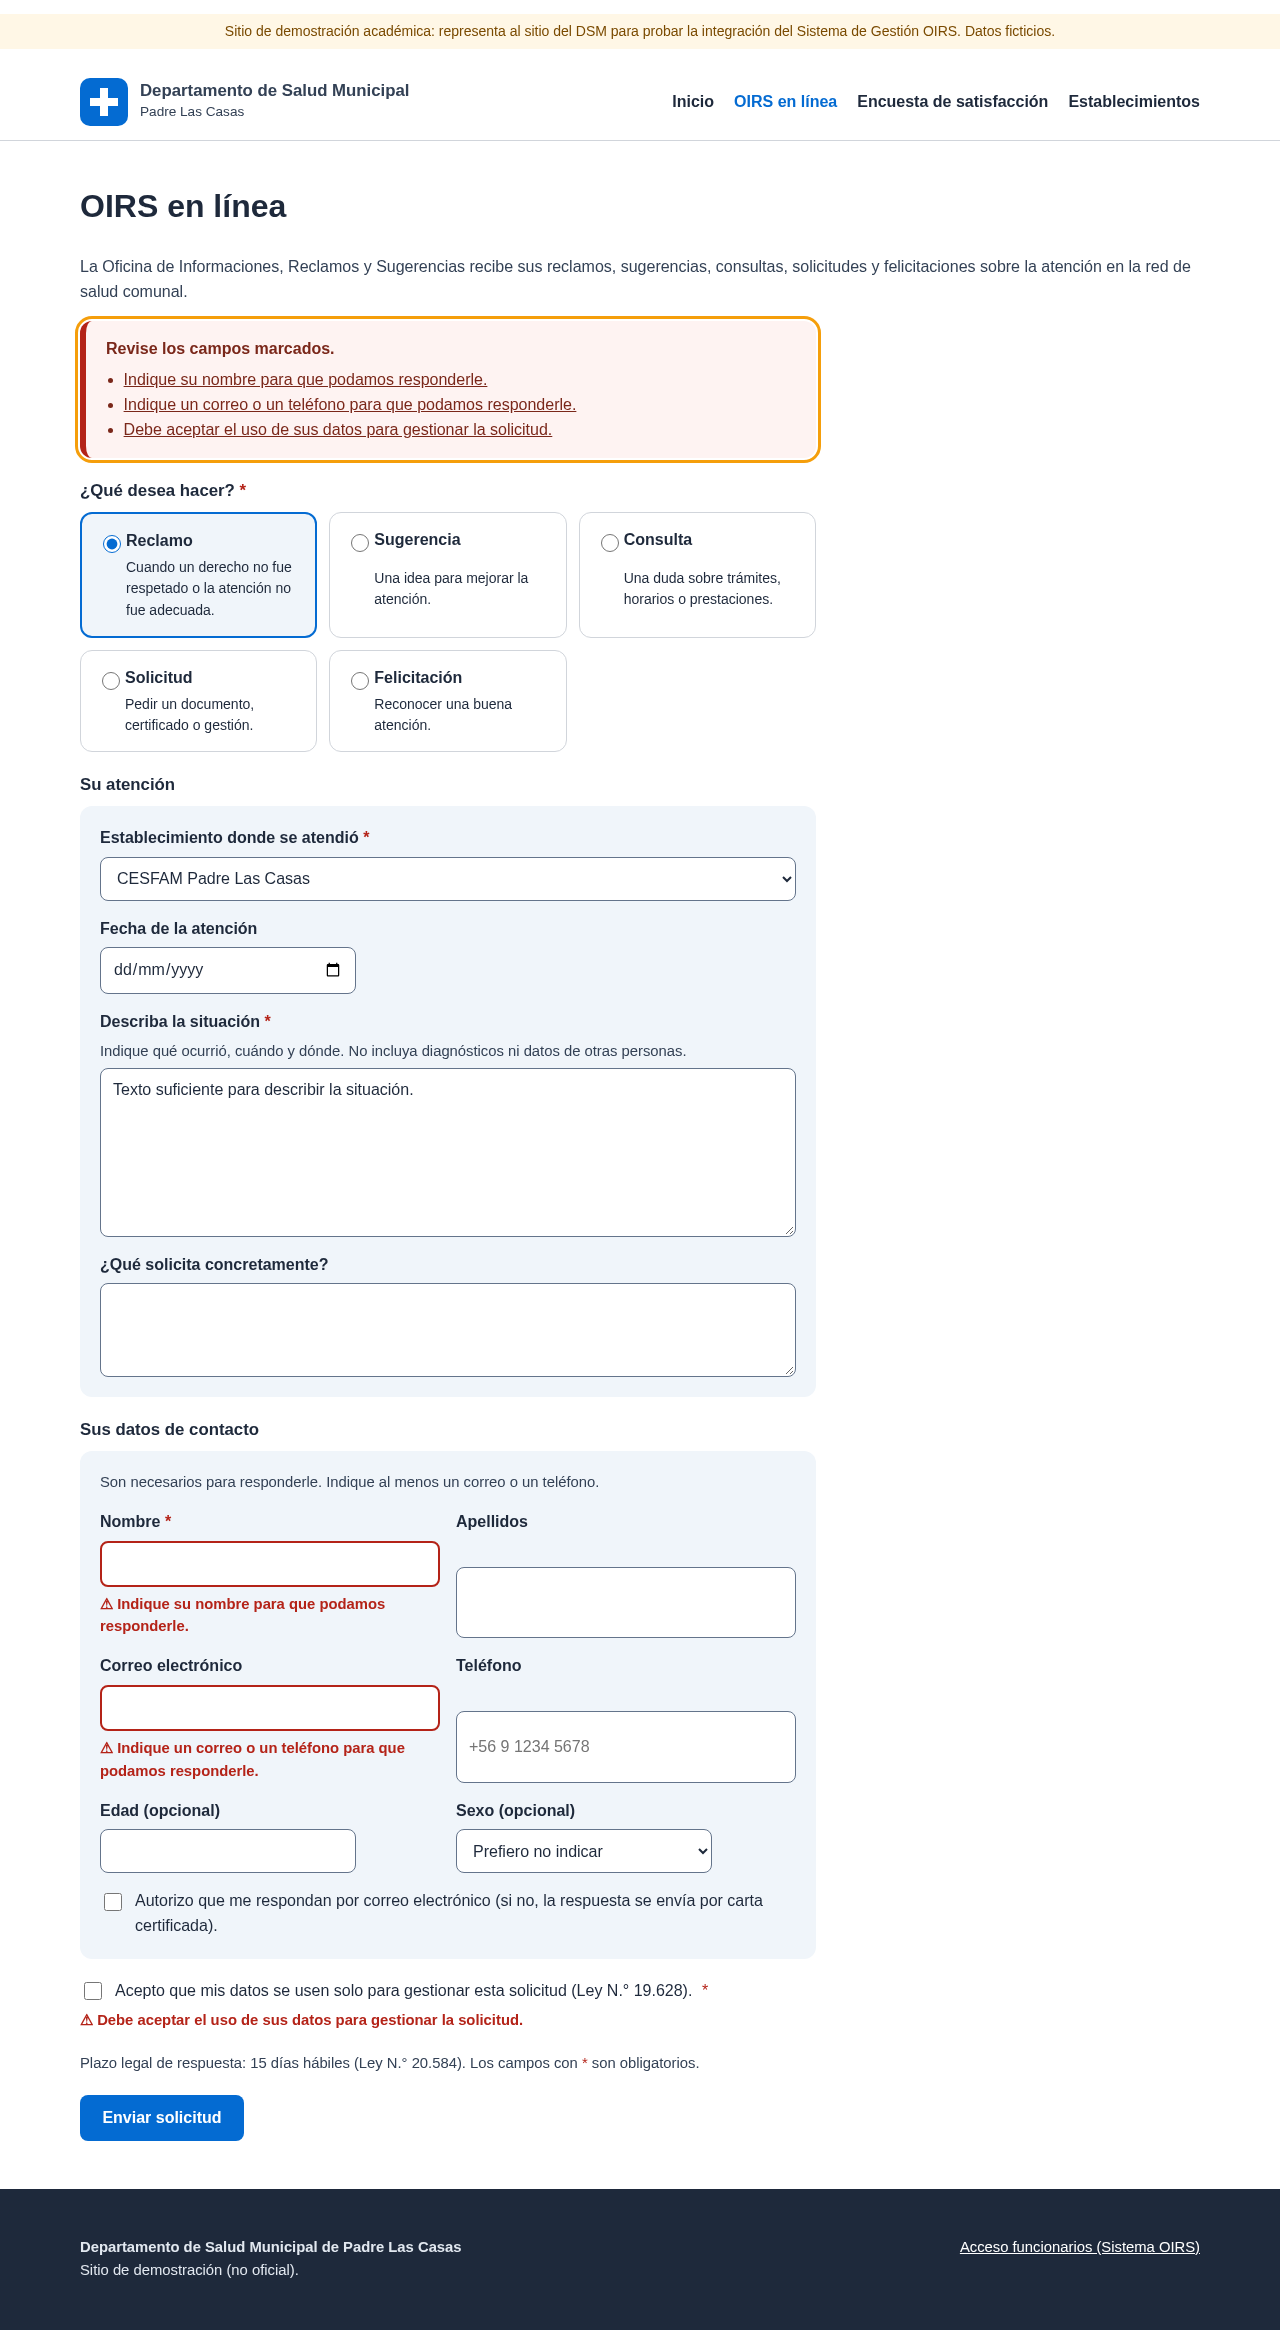 Sitio de demostración académica: representa al sitio del DSM para probar la integración del Sistema de Gestión OIRS. Datos ficticios.
Departamento de Salud Municipal
Padre Las Casas
Inicio
OIRS en línea
Encuesta de satisfacción
Establecimientos
OIRS en línea
La Oficina de Informaciones, Reclamos y Sugerencias recibe sus reclamos, sugerencias, consultas, solicitudes y felicitaciones sobre la atención en la red de
salud comunal.
Revise los campos marcados.
• Indique su nombre para que podamos responderle.
• Indique un correo o un teléfono para que podamos responderle.
• Debe aceptar el uso de sus datos para gestionar la solicitud.
¿Qué desea hacer? *
Reclamo
Cuando un derecho no fue
respetado o la atención no
fue adecuada.
Sugerencia
Una idea para mejorar la
atención.
Consulta
Una duda sobre trámites,
horarios o prestaciones.
Solicitud
Pedir un documento,
certificado o gestión.
Felicitación
Reconocer una buena
atención.
Su atención
Establecimiento donde se atendió *
CESFAM Padre Las Casas
Fecha de la atención
dd/mm/yyyy
Describa la situación *
Indique qué ocurrió, cuándo y dónde. No incluya diagnósticos ni datos de otras personas.
Texto suficiente para describir la situación.
¿Qué solicita concretamente?
Sus datos de contacto
Son necesarios para responderle. Indique al menos un correo o un teléfono.
Nombre *
⚠ Indique su nombre para que podamos
responderle.
Apellidos
Correo electrónico
⚠ Indique un correo o un teléfono para que
podamos responderle.
Teléfono
+56 9 1234 5678
Edad (opcional)
Sexo (opcional)
Prefiero no indicar
Autorizo que me respondan por correo electrónico (si no, la respuesta se envía por carta
certificada).
Acepto que mis datos se usen solo para gestionar esta solicitud (Ley N.° 19.628). *
⚠ Debe aceptar el uso de sus datos para gestionar la solicitud.
Plazo legal de respuesta: 15 días hábiles (Ley N.° 20.584). Los campos con * son obligatorios.
Enviar solicitud
Departamento de Salud Municipal de Padre Las Casas
Sitio de demostración (no oficial).
Acceso funcionarios (Sistema OIRS)